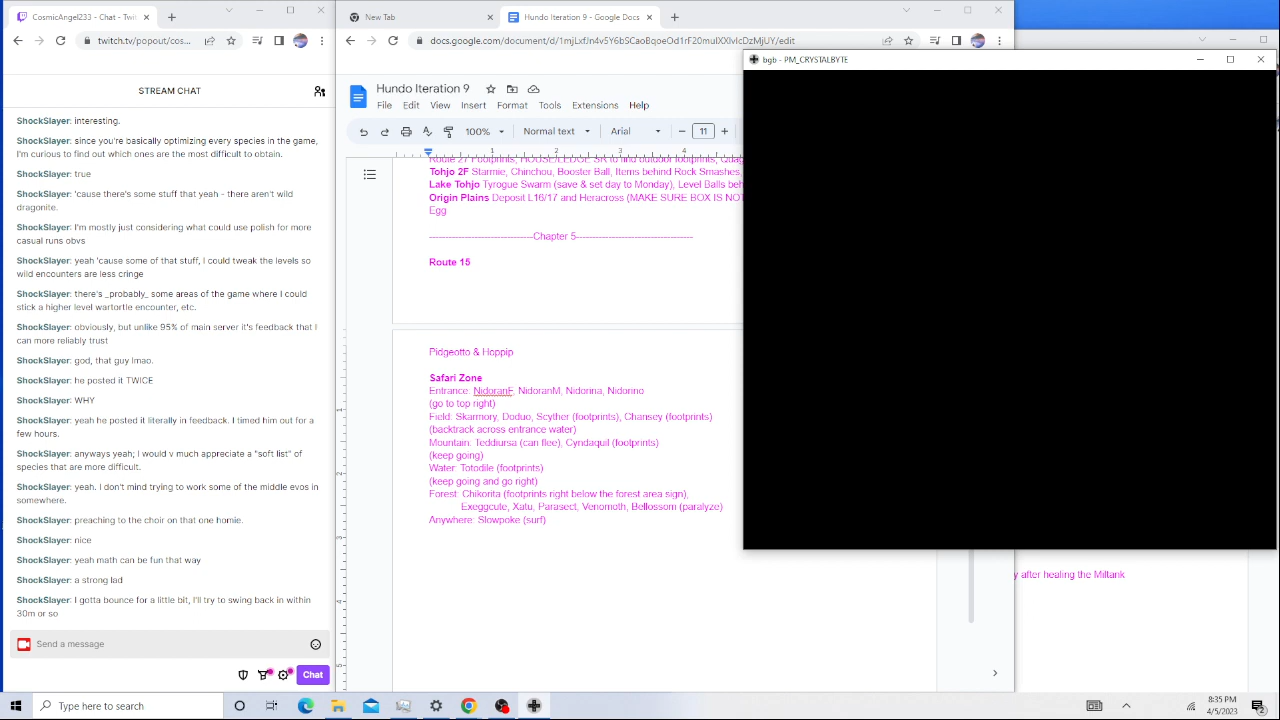 CosmicAngel233 - Chat - Twit
New Tab
Hundo Iteration 9 - Google Docs
twitch.tv/popout/cos...
STREAM CHAT
ShockSlayer: interesting.
ShockSlayer: since you're basically optimizing every species in the game,
I'm curious to find out which ones are the most difficult to obtain.
ShockSlayer: true
ShockSlayer: 'cause there's some stuff that yeah - there aren't wild
dragonite.
ShockSlayer: I'm mostly just considering what could use polish for more
casual runs obvs
ShockSlayer: yeah 'cause some of that stuff, I could tweak the levels so
wild encounters are less cringe
ShockSlayer: there's _probably_ some areas of the game where I could
stick a higher level wartortle encounter, etc.
ShockSlayer: obviously, but unlike 95% of main server it's feedback that I
can more reliably trust
ShockSlayer: god, that guy lmao.
ShockSlayer: he posted it TWICE
ShockSlayer: WHY
ShockSlayer: yeah he posted it literally in feedback. I timed him out for a
few hours.
ShockSlayer: anyways yeah; I would v much appreciate a "soft list" of
species that are more difficult.
ShockSlayer: yeah. I don't mind trying to work some of the middle evos in
somewhere.
ShockSlayer: preaching to the choir on that one homie.
ShockSlayer: nice
ShockSlayer: yeah math can be fun that way
ShockSlayer: a strong lad
ShockSlayer: I gotta bounce for a little bit, I'll try to swing back in within
30m or so
Send a message
Chat
Hundo Iteration 9
File Edit View Insert Format Tools Extensions Help
100% Normal text Arial 11
1 2 3 4
Route 27 Footprints, HOUSE/LEDGE SR to find outdoor footprints, Quag
Tohjo 2F Starmie, Chinchou, Booster Ball, Items behind Rock Smashes,
Lake Tohjo Tyrogue Swarm (save & set day to Monday), Level Balls beh
Origin Plains Deposit L16/17 and Heracross (MAKE SURE BOX IS NOT
Egg
Chapter 5
Route 15
Pidgeotto & Hoppip
Safari Zone
Entrance: NidoranF, NidoranM, Nidorina, Nidorino
(go to top right)
Field: Skarmory, Doduo, Scyther (footprints), Chansey (footprints)
(backtrack across entrance water)
Mountain: Teddiursa (can flee), Cyndaquil (footprints)
(keep going)
Water: Totodile (footprints)
(keep going and go right)
Forest: Chikorita (footprints right below the forest area sign),
Exeggcute, Xatu, Parasect, Venomoth, Bellossom (paralyze)
Anywhere: Slowpoke (surf)
bgb - PM_CRYSTALBYTE
y after healing the Miltank
Type here to search
8:35 PM
4/5/2023
2